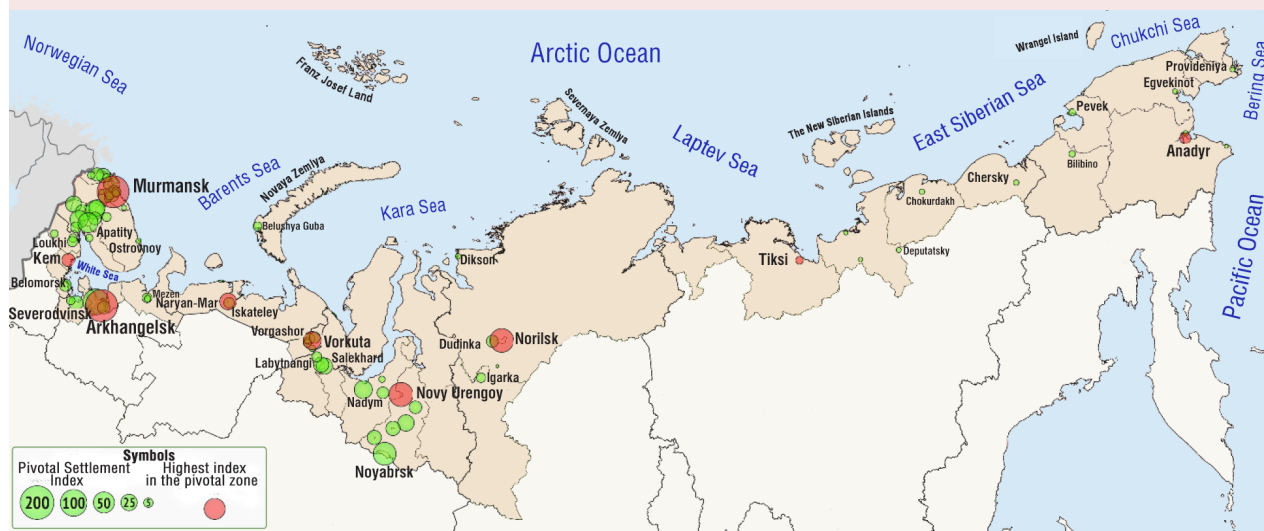 Norwegian Sea
Arctic Ocean
Wrangel Island
Chukchi Sea
Bering Sea
Franz Josef Land
Severnaya Zemlya
Provideniya
Egvekinot
The New Siberian Islands
East Siberian Sea
Pevek
Laptev Sea
Anadyr
Bilibino
Murmansk
Barents Sea
Novaya Zemlya
Chersky
Kara Sea
Chokurdakh
Belushya Guba
Apatity
Loukhi
Ostrovnoy
Kem
White Sea
Dikson
Tiksi
Deputatsky
Pacific Ocean
Belomorsk
Mezen
Naryan-Mar
Iskateley
Severodvinsk
Arkhangelsk
Vorgashor
Vorkuta
Dudinka
Norilsk
Labytnangi
Salekhard
Igarka
Nadym
Novy Urengoy
Noyabrsk
Symbols
Pivotal Settlement
Index
Highest index
in the pivotal zone
200
100
50
25
5